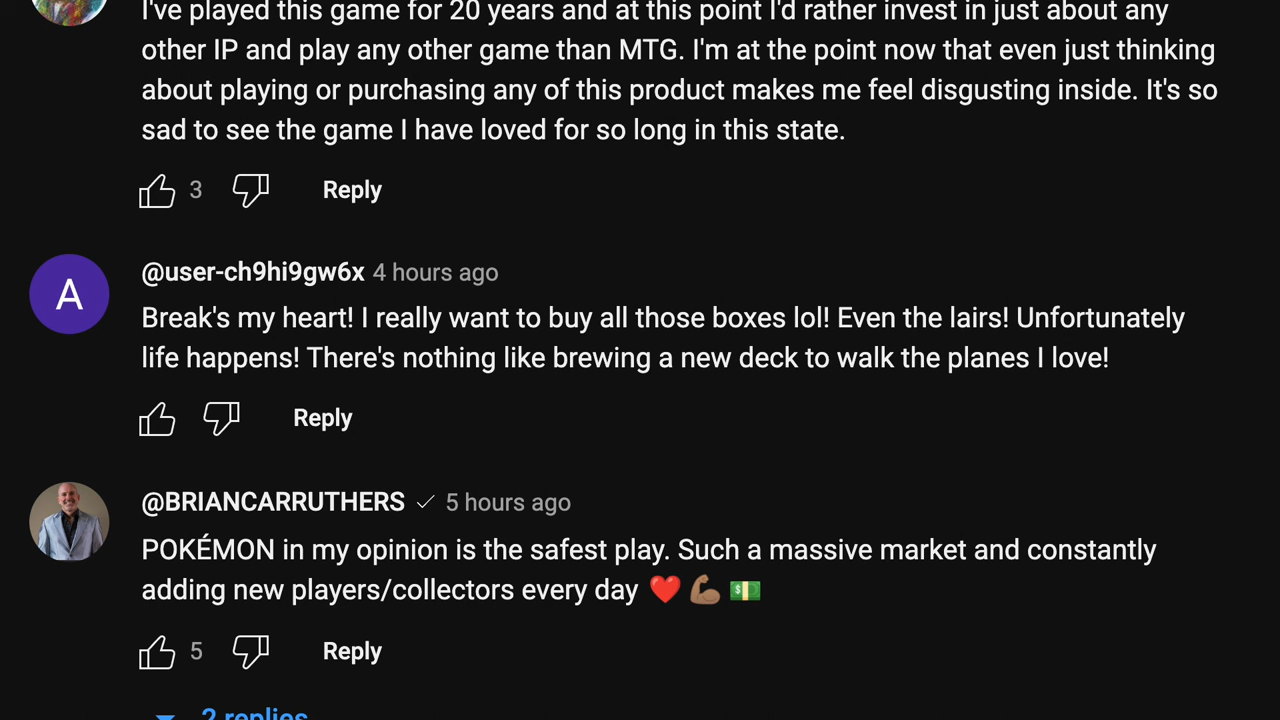 I've played this game for 20 years and at this point I'd rather invest in just about any
other IP and play any other game than MTG. I'm at the point now that even just thinking
about playing or purchasing any of this product makes me feel disgusting inside. It's so
sad to see the game I have loved for so long in this state.
3 Reply
A
@user-ch9hi9gw6x 4 hours ago
Break's my heart! I really want to buy all those boxes lol! Even the lairs! Unfortunately
life happens! There's nothing like brewing a new deck to walk the planes I love!
Reply
@BRIANCARRUTHERS ✓ 5 hours ago
POKÉMON in my opinion is the safest play. Such a massive market and constantly
adding new players/collectors every day ❤️ 💪🏾 💵
5 Reply
2 replies